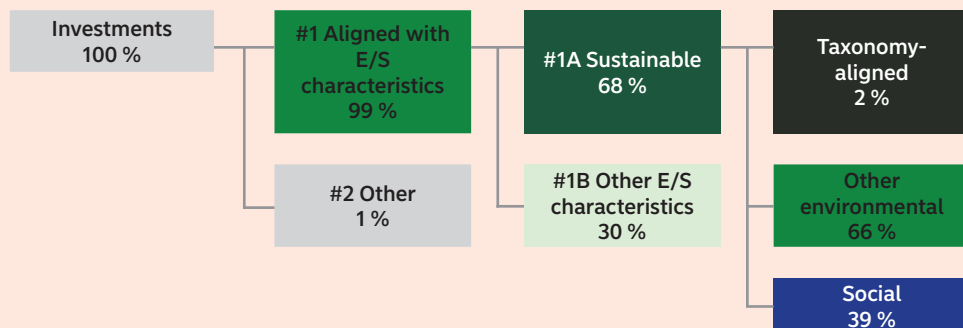 Investments
100 %
#1 Aligned with
E/S
characteristics
99 %
#1A Sustainable
68 %
Taxonomy-
aligned
2 %
#2 Other
1 %
#1B Other E/S
characteristics
30 %
Other
environmental
66 %
Social
39 %